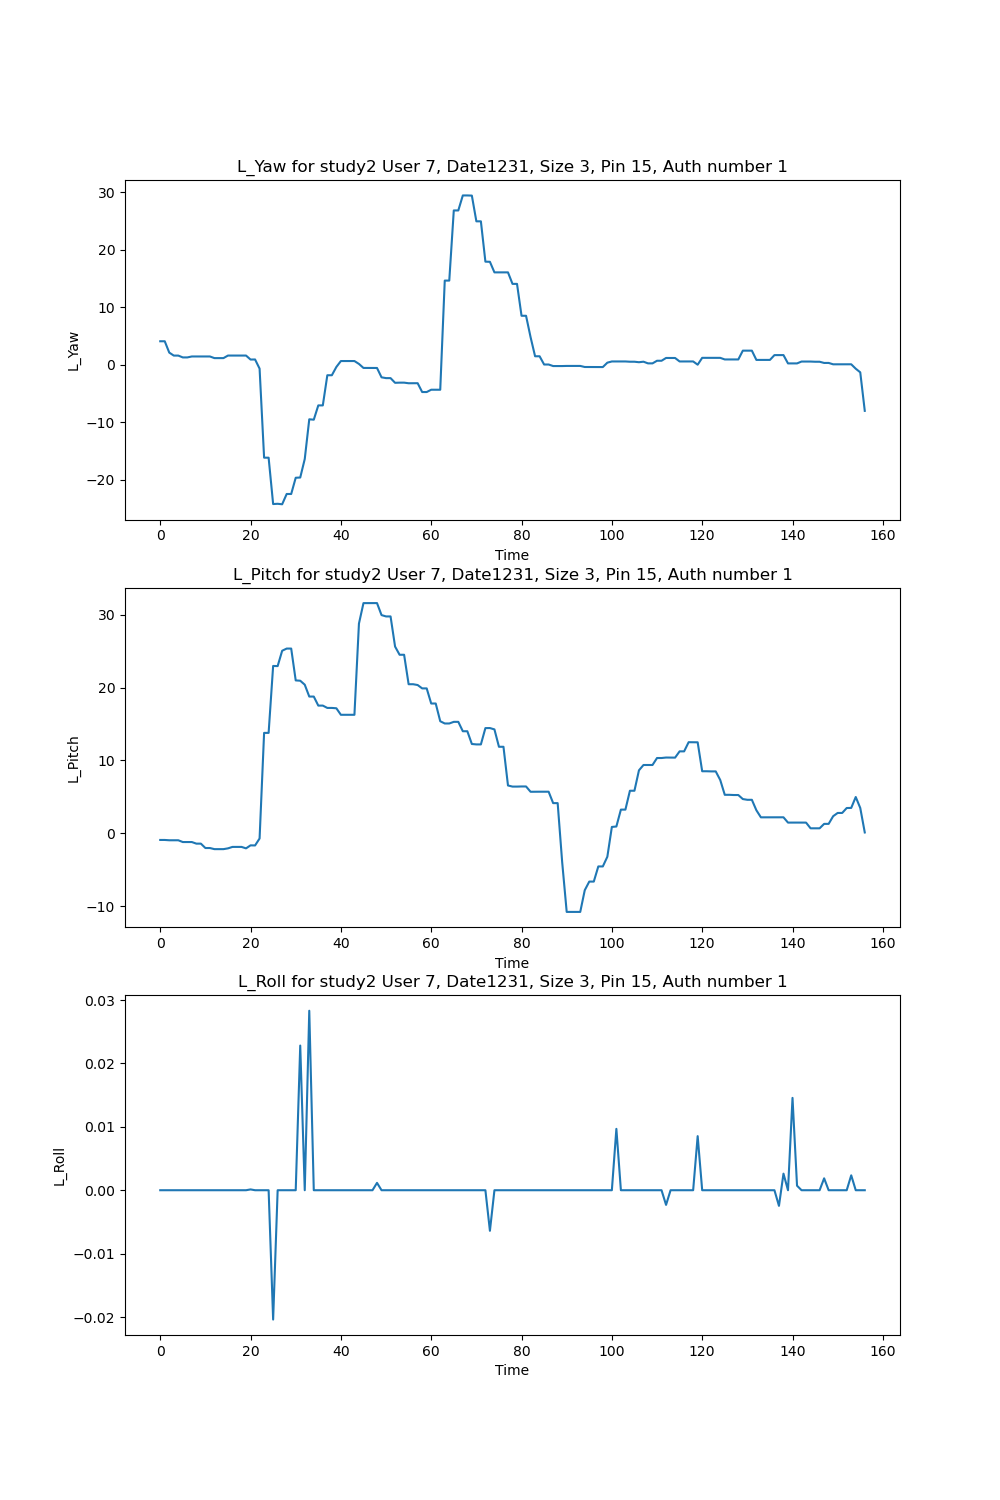 L_Yaw for study2 User 7, Date1231, Size 3, Pin 15, Auth number 1
30
20
10
0
−10
−20
L_Yaw
0 20 40 60 80 100 120 140 160
Time
L_Pitch for study2 User 7, Date1231, Size 3, Pin 15, Auth number 1
30
20
10
0
−10
L_Pitch
0 20 40 60 80 100 120 140 160
Time
L_Roll for study2 User 7, Date1231, Size 3, Pin 15, Auth number 1
0.03
0.02
0.01
0.00
−0.01
−0.02
L_Roll
0 20 40 60 80 100 120 140 160
Time